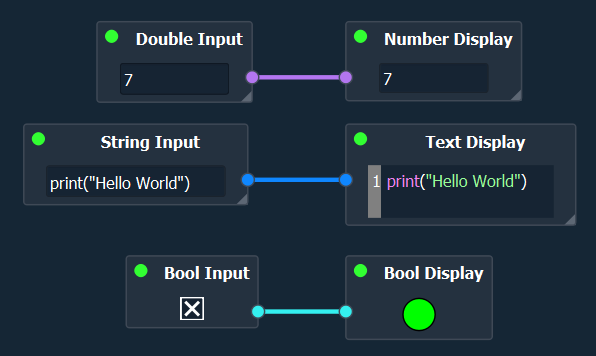 Double Input
7
Number Display
7
String Input
print("Hello World")
Text Display
1 print("Hello World")
Bool Input
Bool Display